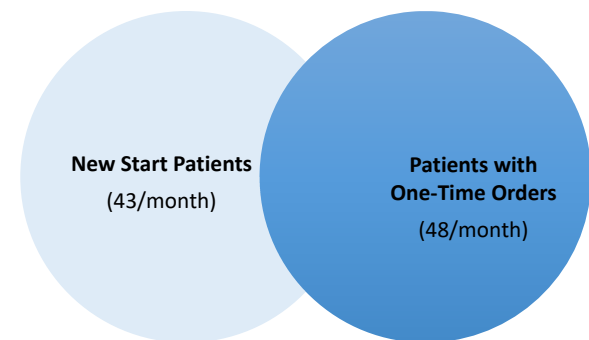 New Start Patients
(43/month)
Patients with
One-Time Orders
(48/month)